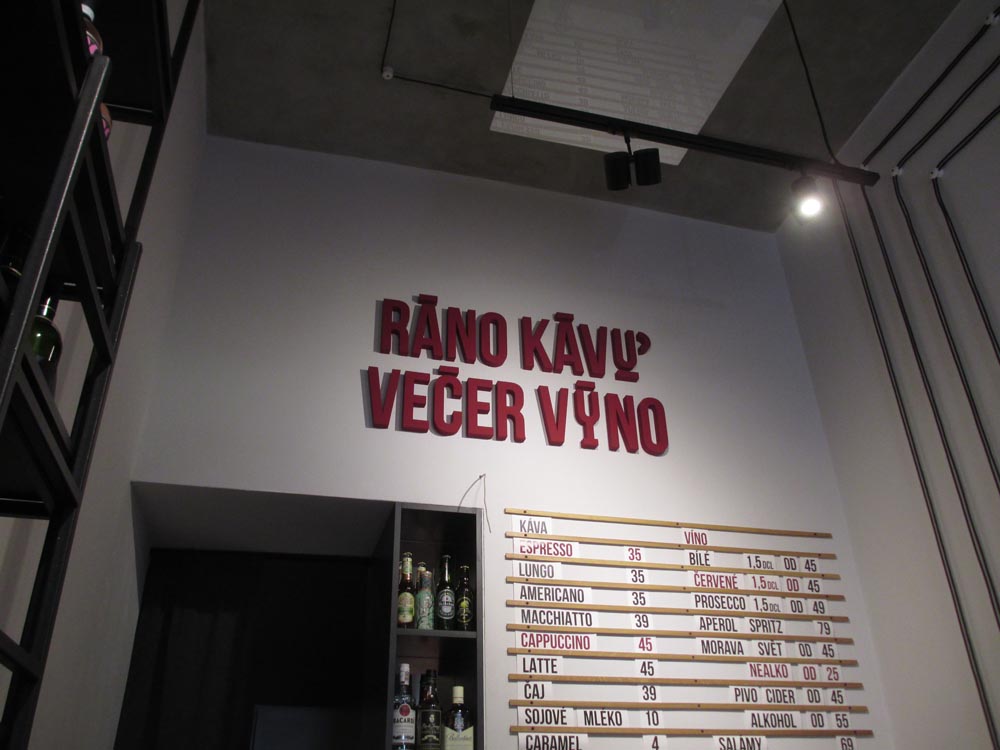 RĀNO KĀVU
VEČER VȲNO
KÁVA VÍNO
ESPRESSO 35 BÍLÉ 1,5DCL OD 45
LUNGO 35 ČERVENÉ 1,5DCL OD 45
AMERICANO 35 PROSECCO 1,5DCL OD 49
MACCHIATTO 39 APEROL SPRITZ 79
CAPPUCCINO 45 MORAVA SVĚT OD 45
LATTE 45 NEALKO OD 25
ČAJ 39 PIVO CIDER OD 45
SOJOVÉ MLÉKO 10 ALKOHOL OD 55
CARAMEL 4 SALAMY 69
BACARDI